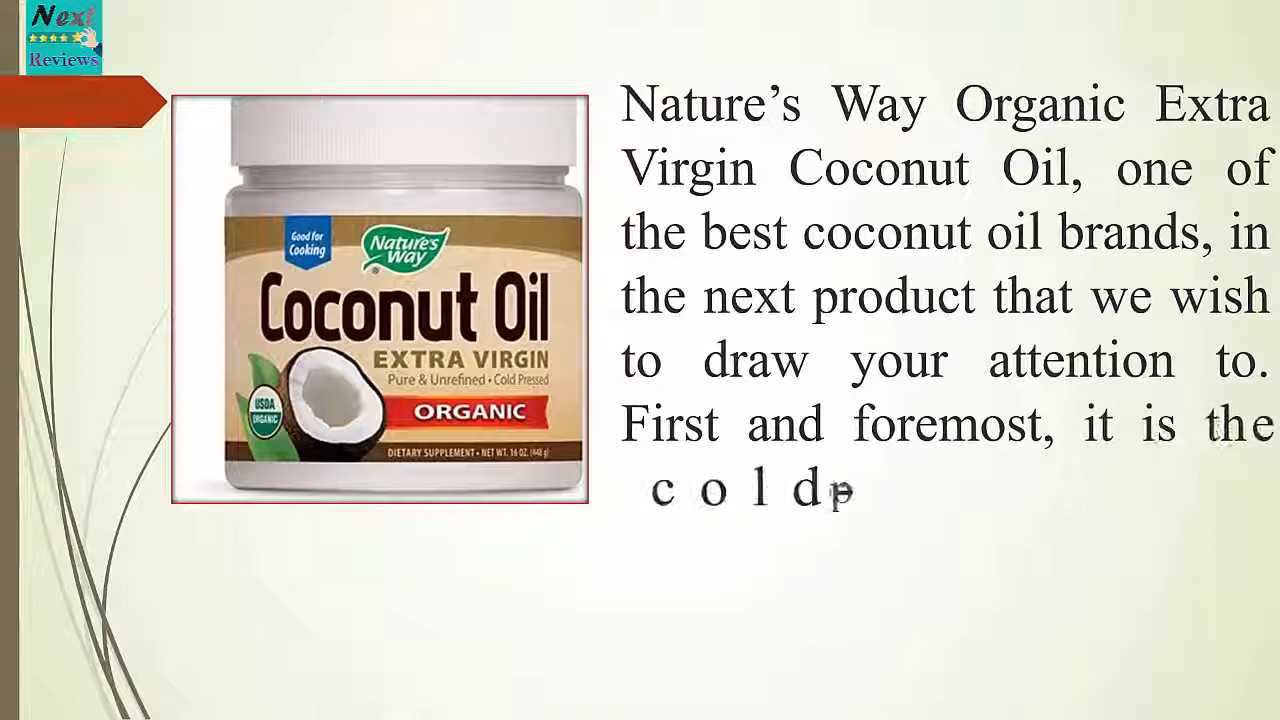 Next
Reviews
Nature's Way Organic Extra
Virgin Coconut Oil, one of
the best coconut oil brands, in
the next product that we wish
to draw your attention to.
First and foremost, it is the
cold
Good for
Cooking
Nature's
Way
®
Coconut Oil
EXTRA VIRGIN
Pure & Unrefined • Cold Pressed
USDA
ORGANIC
ORGANIC
DIETARY SUPPLEMENT • NET WT. 16 OZ. (448 g)